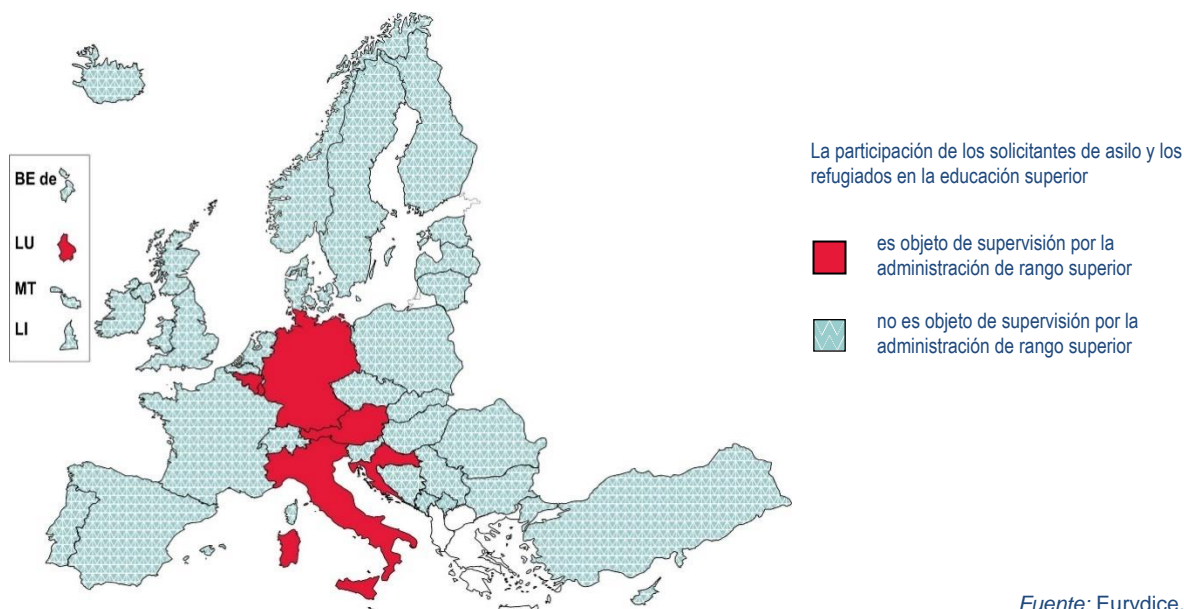 BE de
LU
MT
LI
La participación de los solicitantes de asilo y los
refugiados en la educación superior
es objeto de supervisión por la
administración de rango superior
no es objeto de supervisión por la
administración de rango superior
Fuente: Eurydice.